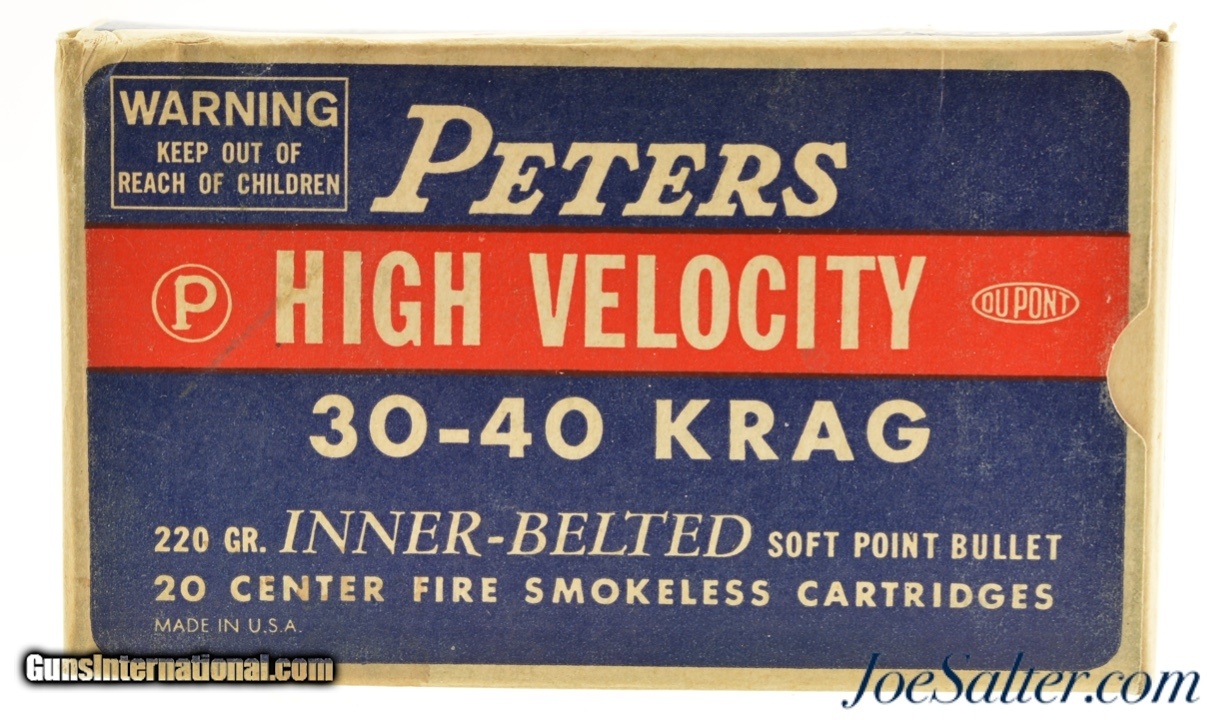 WARNING
KEEP OUT OF
REACH OF CHILDREN
PETERS
P HIGH VELOCITY DU PONT
30-40 KRAG
220 GR. INNER-BELTED SOFT POINT BULLET
20 CENTER FIRE SMOKELESS CARTRIDGES
MADE IN U.S.A.
GunsInternational.com
JoeSalter.com